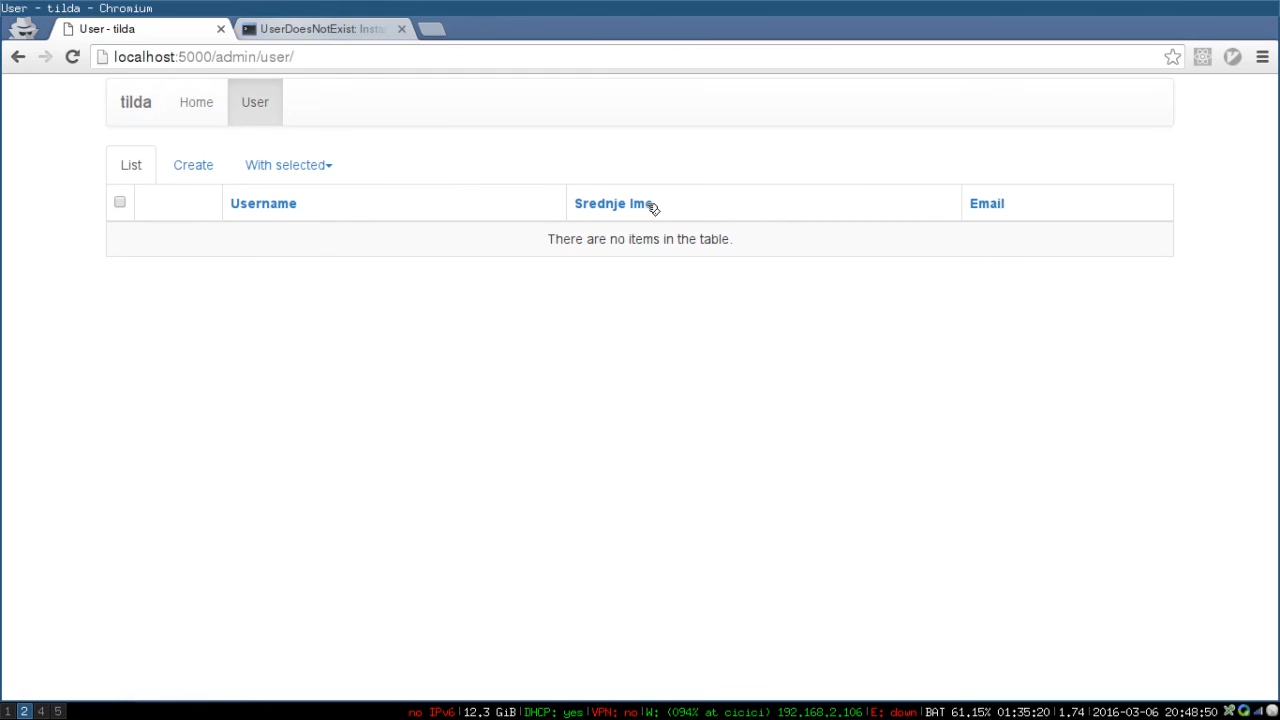 User - tilda - Chromium
User - tilda
UserDoesNotExist: Insta
localhost:5000/admin/user/
tilda Home User
List Create With selected
Username Srednje Ime Email
There are no items in the table.
1 2 4 5 no IPv6|12.3 GiB|DHCP: yes|VPN: no|W: (094% at cicici) 192.168.2.106|E: down|BAT 61.15% 01:35:20|1.74|2016-03-06 20:48:50